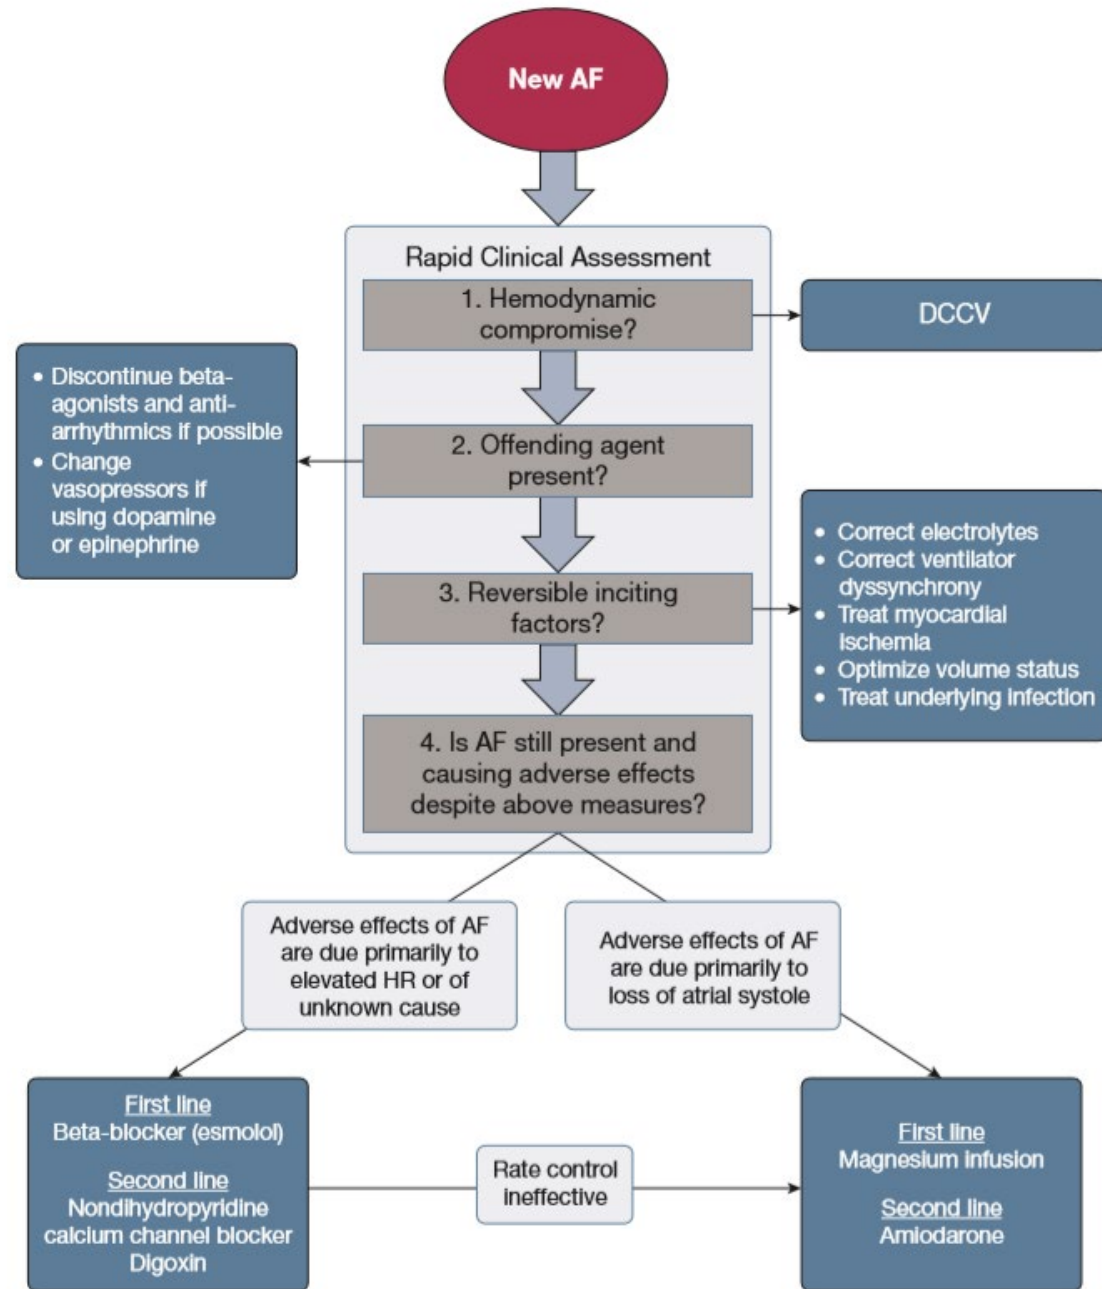 New AF
Rapid Clinical Assessment
1. Hemodynamic
compromise?
DCCV
• Discontinue beta-
agonists and anti-
arrhythmics if possible
• Change
vasopressors if
using dopamine
or epinephrine
2. Offending agent
present?
3. Reversible inciting
factors?
• Correct electrolytes
• Correct ventilator
dyssynchrony
• Treat myocardial
ischemia
• Optimize volume status
• Treat underlying infection
4. Is AF still present and
causing adverse effects
despite above measures?
Adverse effects of AF
are due primarily to
elevated HR or of
unknown cause
Adverse effects of AF
are due primarily to
loss of atrial systole
First line
Beta-blocker (esmolol)
Second line
Nondihydropyridine
calcium channel blocker
Digoxin
Rate control
ineffective
First line
Magnesium infusion
Second line
Amiodarone